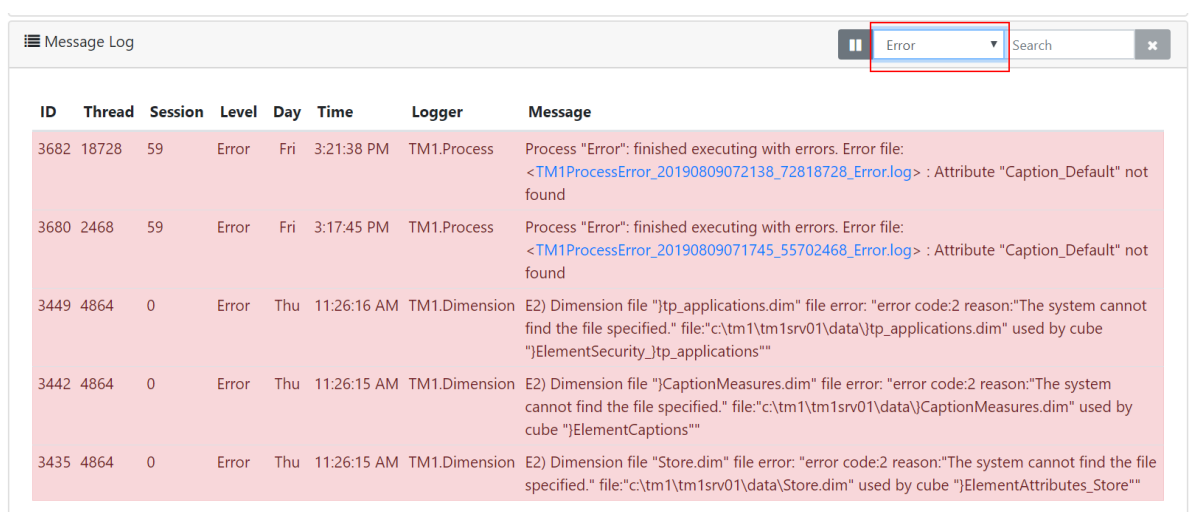 Message Log
Error
Search
ID Thread Session Level Day Time Logger Message
3682 18728 59 Error Fri 3:21:38 PM TM1.Process Process "Error": finished executing with errors. Error file:
<TM1ProcessError_20190809072138_72818728_Error.log> : Attribute "Caption_Default" not
found
3680 2468 59 Error Fri 3:17:45 PM TM1.Process Process "Error": finished executing with errors. Error file:
<TM1ProcessError_20190809071745_55702468_Error.log> : Attribute "Caption_Default" not
found
3449 4864 0 Error Thu 11:26:16 AM TM1.Dimension E2) Dimension file "}tp_applications.dim" file error: "error code:2 reason:"The system cannot
find the file specified." file:"c:\tm1\tm1srv01\data\}tp_applications.dim" used by cube
"}ElementSecurity_}tp_applications""
3442 4864 0 Error Thu 11:26:15 AM TM1.Dimension E2) Dimension file "}CaptionMeasures.dim" file error: "error code:2 reason:"The system
cannot find the file specified." file:"c:\tm1\tm1srv01\data\}CaptionMeasures.dim" used by
cube "}ElementCaptions""
3435 4864 0 Error Thu 11:26:15 AM TM1.Dimension E2) Dimension file "Store.dim" file error: "error code:2 reason:"The system cannot find the file
specified." file:"c:\tm1\tm1srv01\data\Store.dim" used by cube "}ElementAttributes_Store""